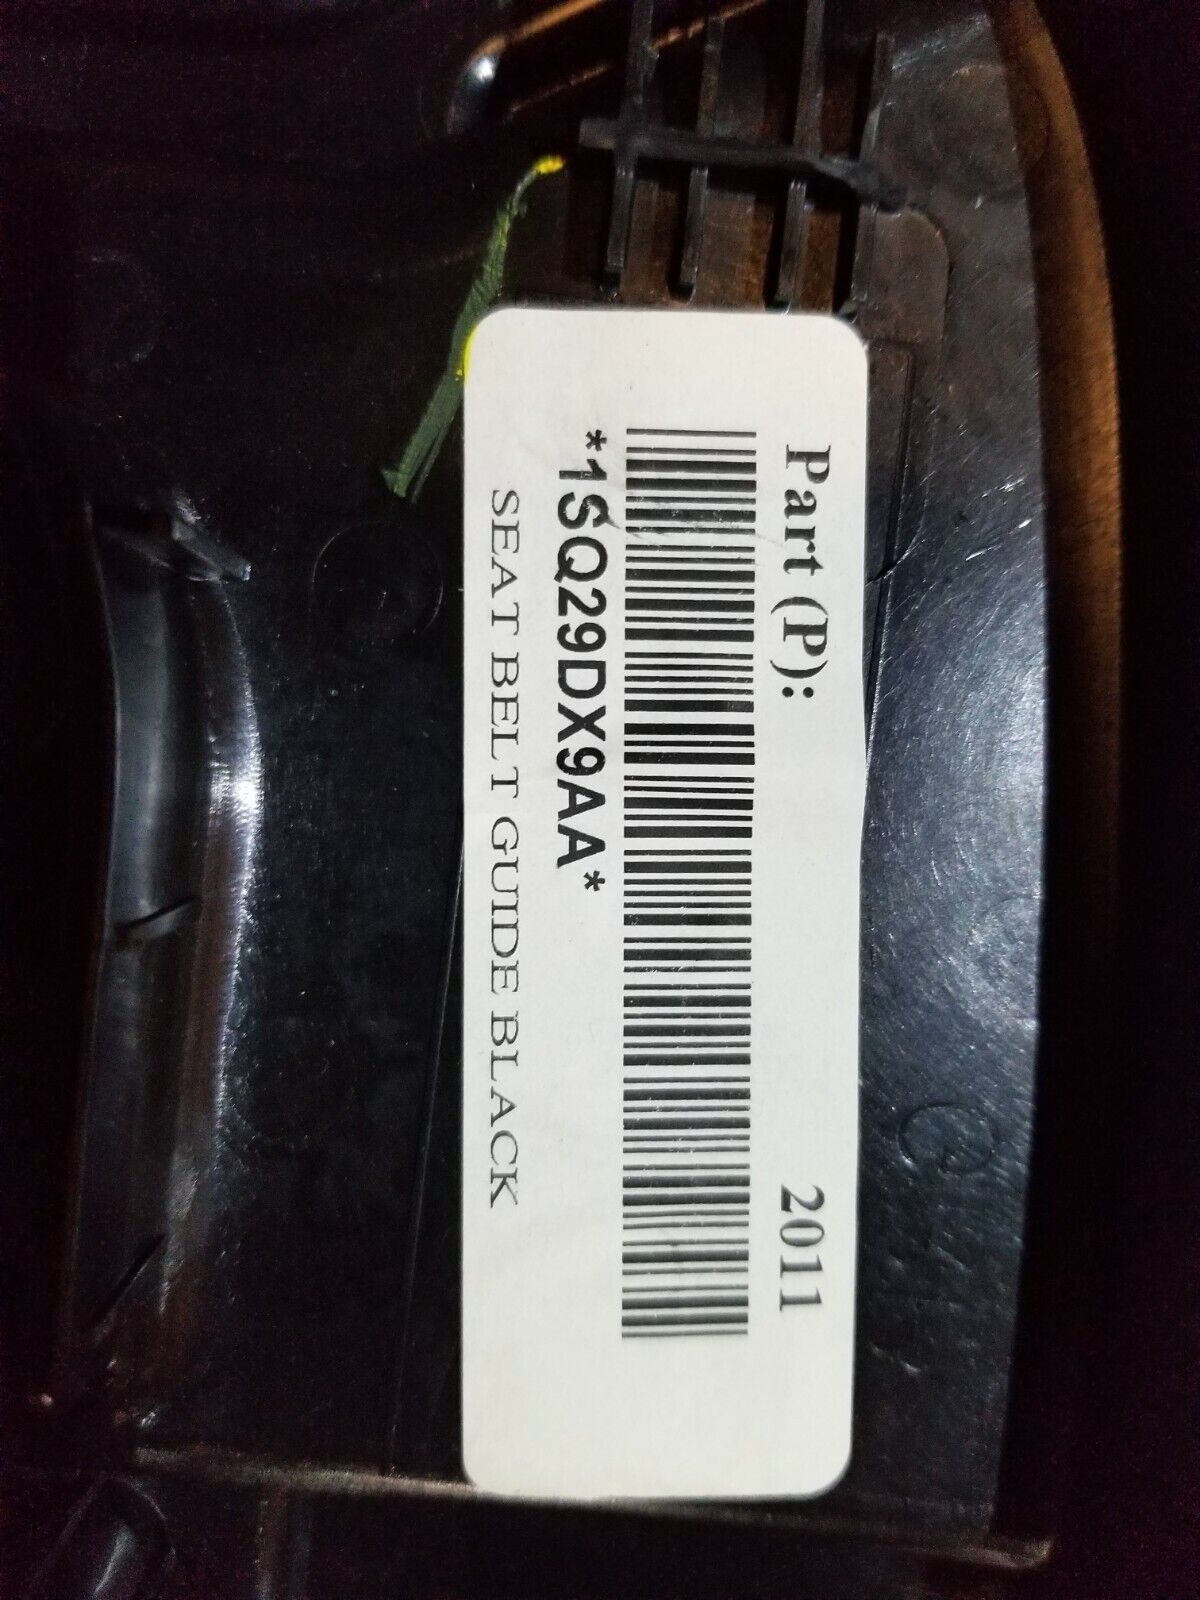 Part (P): 2011
*1SQ29DX9AA*
SEAT BELT GUIDE BLACK